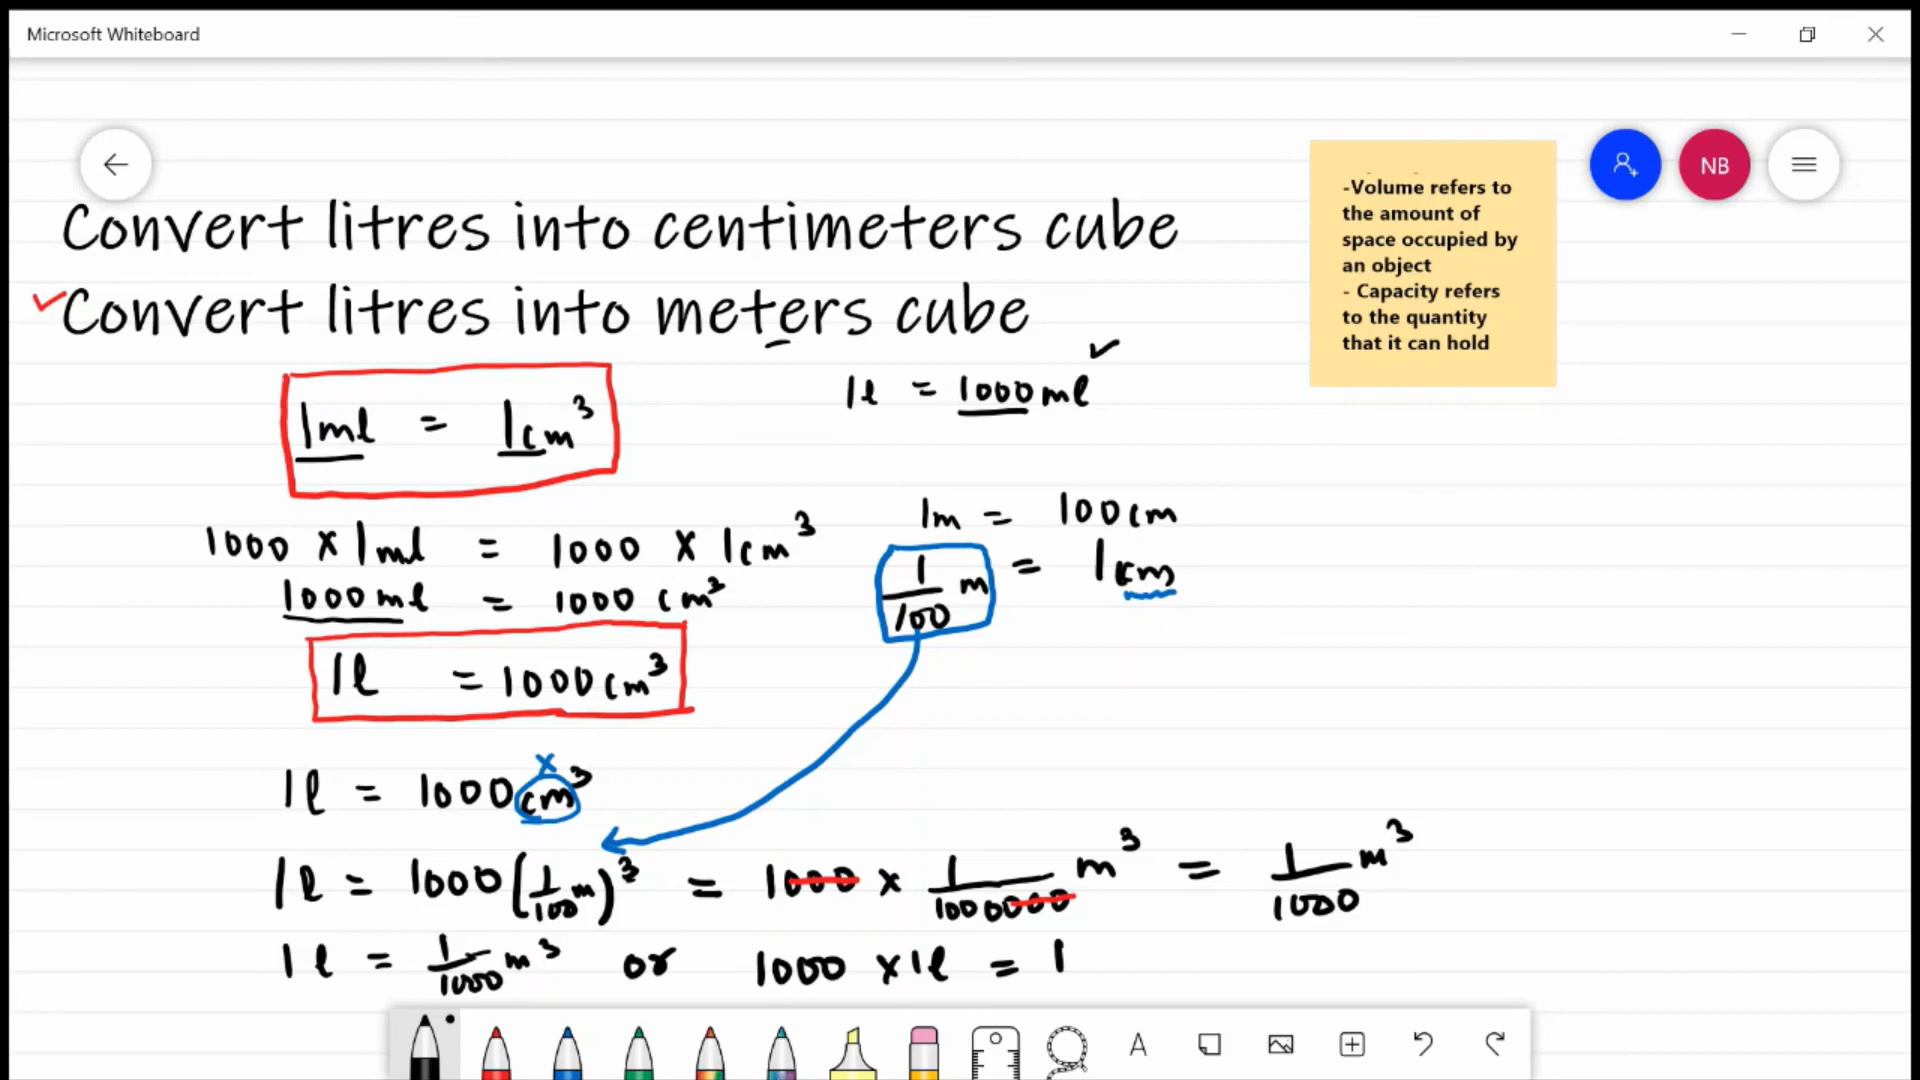 Microsoft Whiteboard
NB
-Volume refers to
the amount of
space occupied by
an object
- Capacity refers
to the quantity
that it can hold
Convert litres into centimeters cube
Convert litres into meters cube
1l = 1000ml
1ml = 1cm³
1000 × 1ml = 1000 × 1cm³
1000ml = 1000 cm³
1l = 1000cm³
1m = 100cm
1/100 m = 1cm
1l = 1000cm³
1l = 1000(1/100 m)³ = 1000 × 1/1000000 m³ = 1/1000 m³
1l = 1/1000 m³ or 1000 × 1l = 1
A